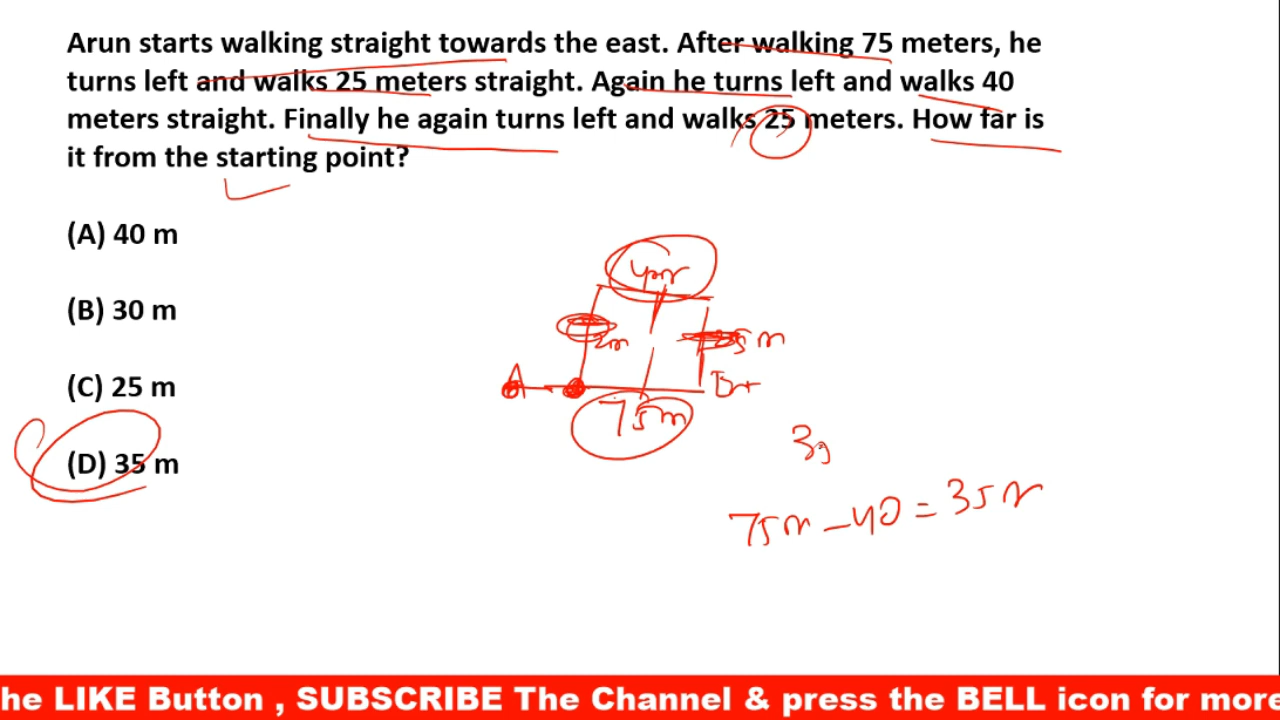 Arun starts walking straight towards the east. After walking 75 meters, he
turns left and walks 25 meters straight. Again he turns left and walks 40
meters straight. Finally he again turns left and walks 25 meters. How far is
it from the starting point?
(A) 40 m
(B) 30 m
(C) 25 m
(D) 35 m
A
75m
75m - 40 = 35m
he LIKE Button , SUBSCRIBE The Channel & press the BELL icon for more